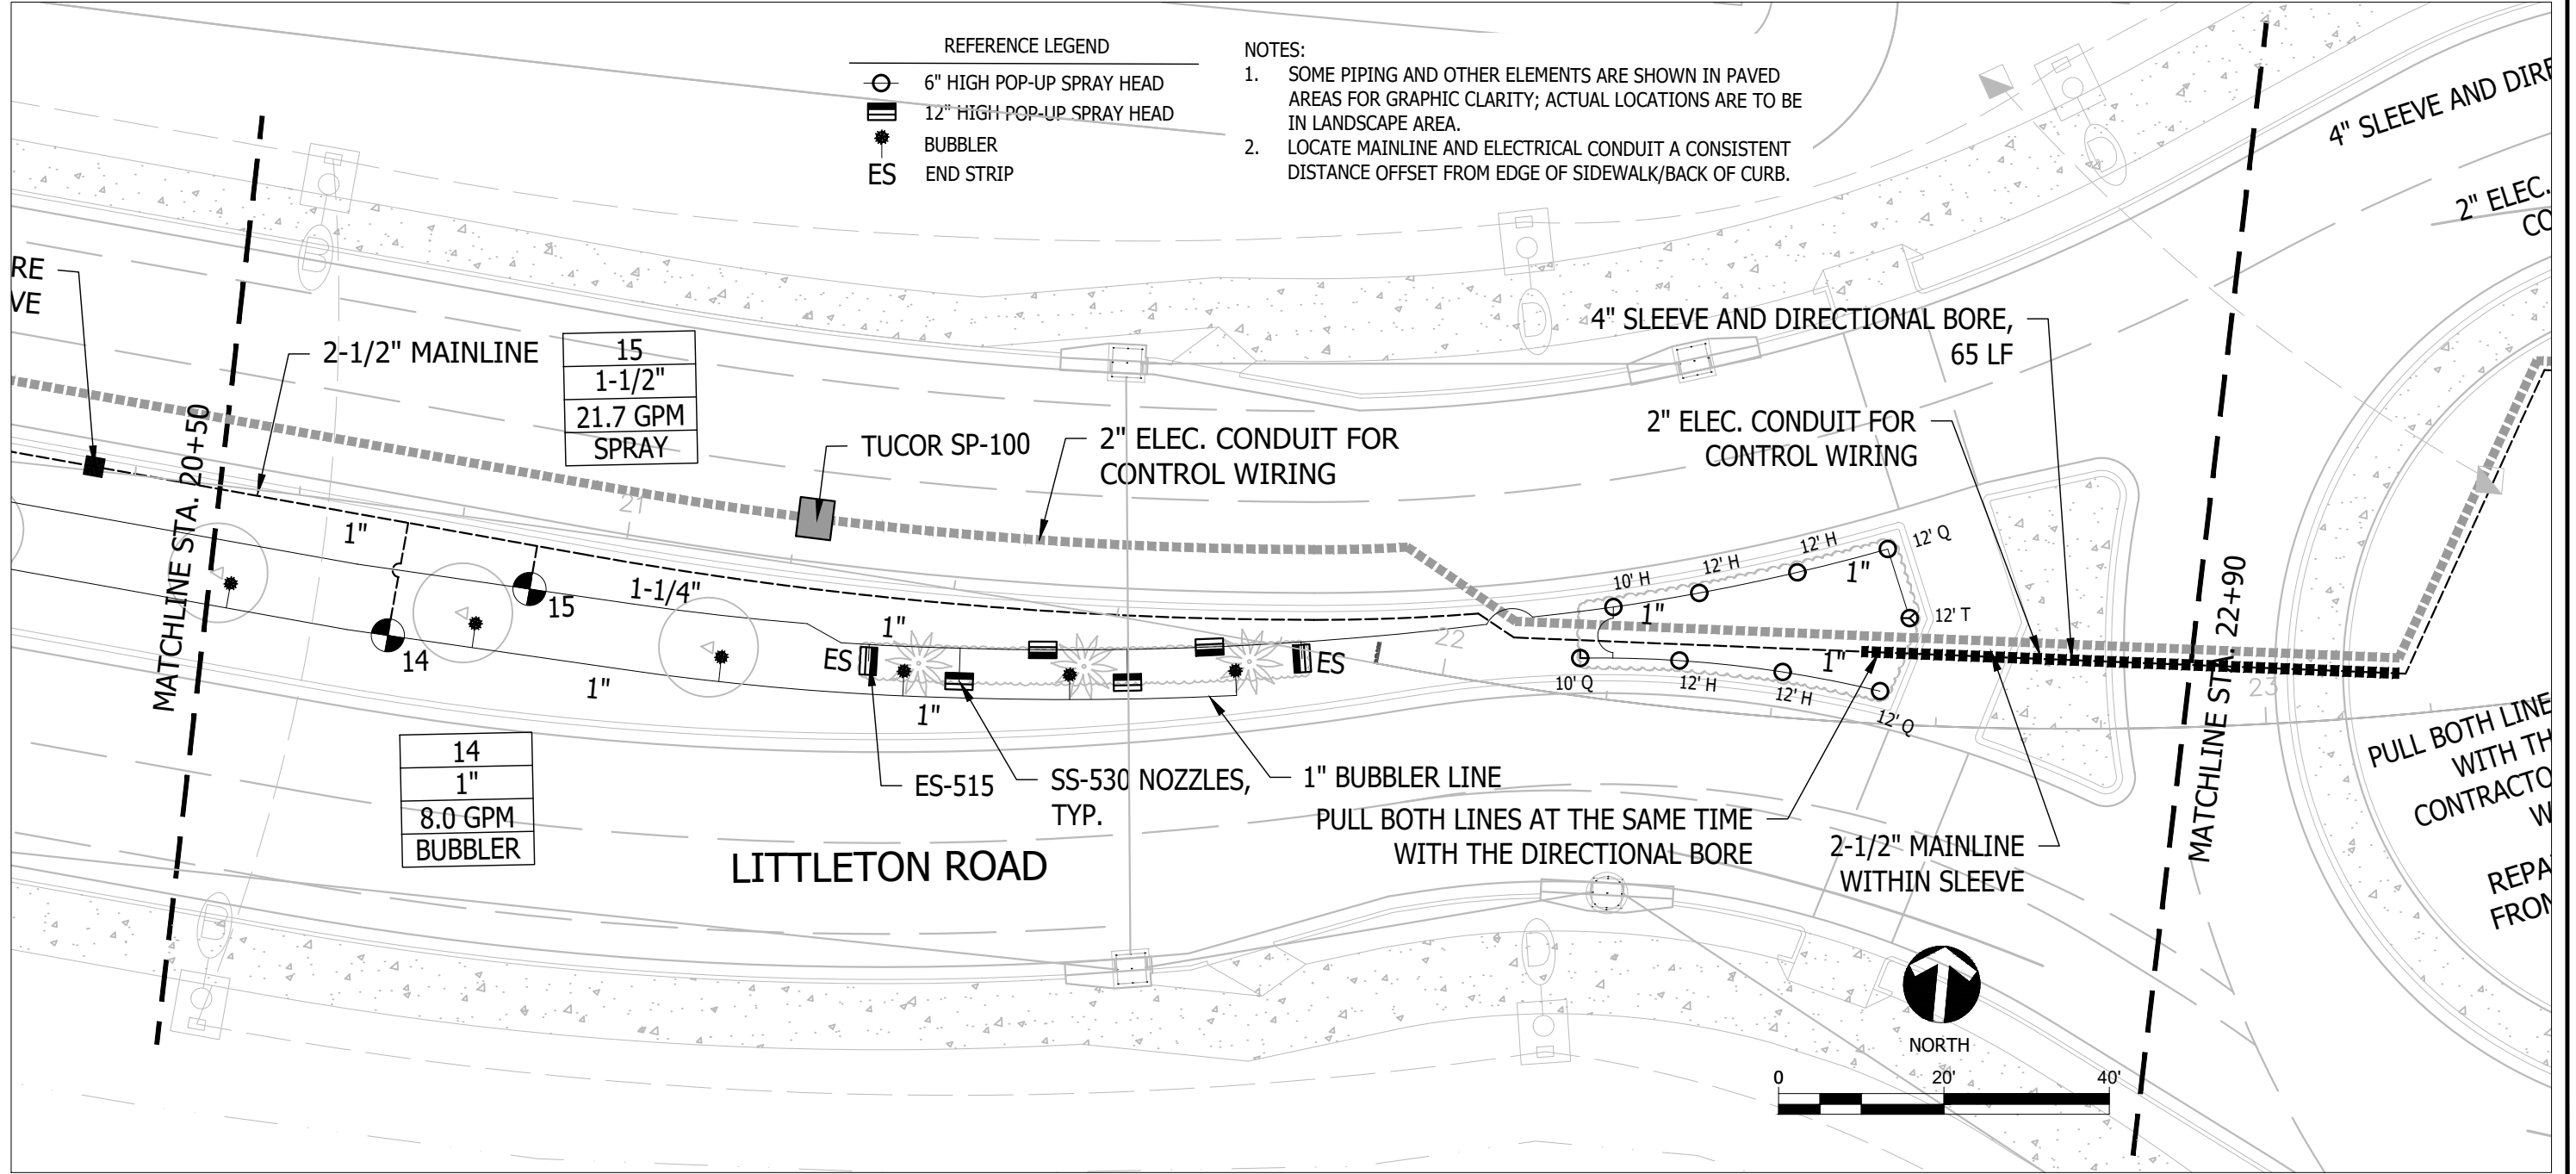 REFERENCE LEGEND
6" HIGH POP-UP SPRAY HEAD
12" HIGH POP-UP SPRAY HEAD
BUBBLER
ES END STRIP
NOTES:
1. SOME PIPING AND OTHER ELEMENTS ARE SHOWN IN PAVED
AREAS FOR GRAPHIC CLARITY; ACTUAL LOCATIONS ARE TO BE
IN LANDSCAPE AREA.
2. LOCATE MAINLINE AND ELECTRICAL CONDUIT A CONSISTENT
DISTANCE OFFSET FROM EDGE OF SIDEWALK/BACK OF CURB.
4" SLEEVE AND DIRE
2" ELEC.
CO
RE
VE
B
D
D
2-1/2" MAINLINE
15
1-1/2"
21.7 GPM
SPRAY
TUCOR SP-100
2" ELEC. CONDUIT FOR
CONTROL WIRING
4" SLEEVE AND DIRECTIONAL BORE,
65 LF
2" ELEC. CONDUIT FOR
CONTROL WIRING
MATCHLINE STA. 20+50
21
1"
15
14
1-1/4"
1"
1"
ES
ES
1"
22
10' H
12' H
12' H
12' Q
1"
1"
12' T
10' Q
12' H
12' H
12' Q
1"
23
MATCHLINE STA. 22+90
14
1"
8.0 GPM
BUBBLER
ES-515
SS-530 NOZZLES,
TYP.
1" BUBBLER LINE
PULL BOTH LINES AT THE SAME TIME
WITH THE DIRECTIONAL BORE
2-1/2" MAINLINE
WITHIN SLEEVE
LITTLETON ROAD
PULL BOTH LINE
WITH TH
CONTRACTO
W
REPA
FRON
D
D
NORTH
0 20' 40'